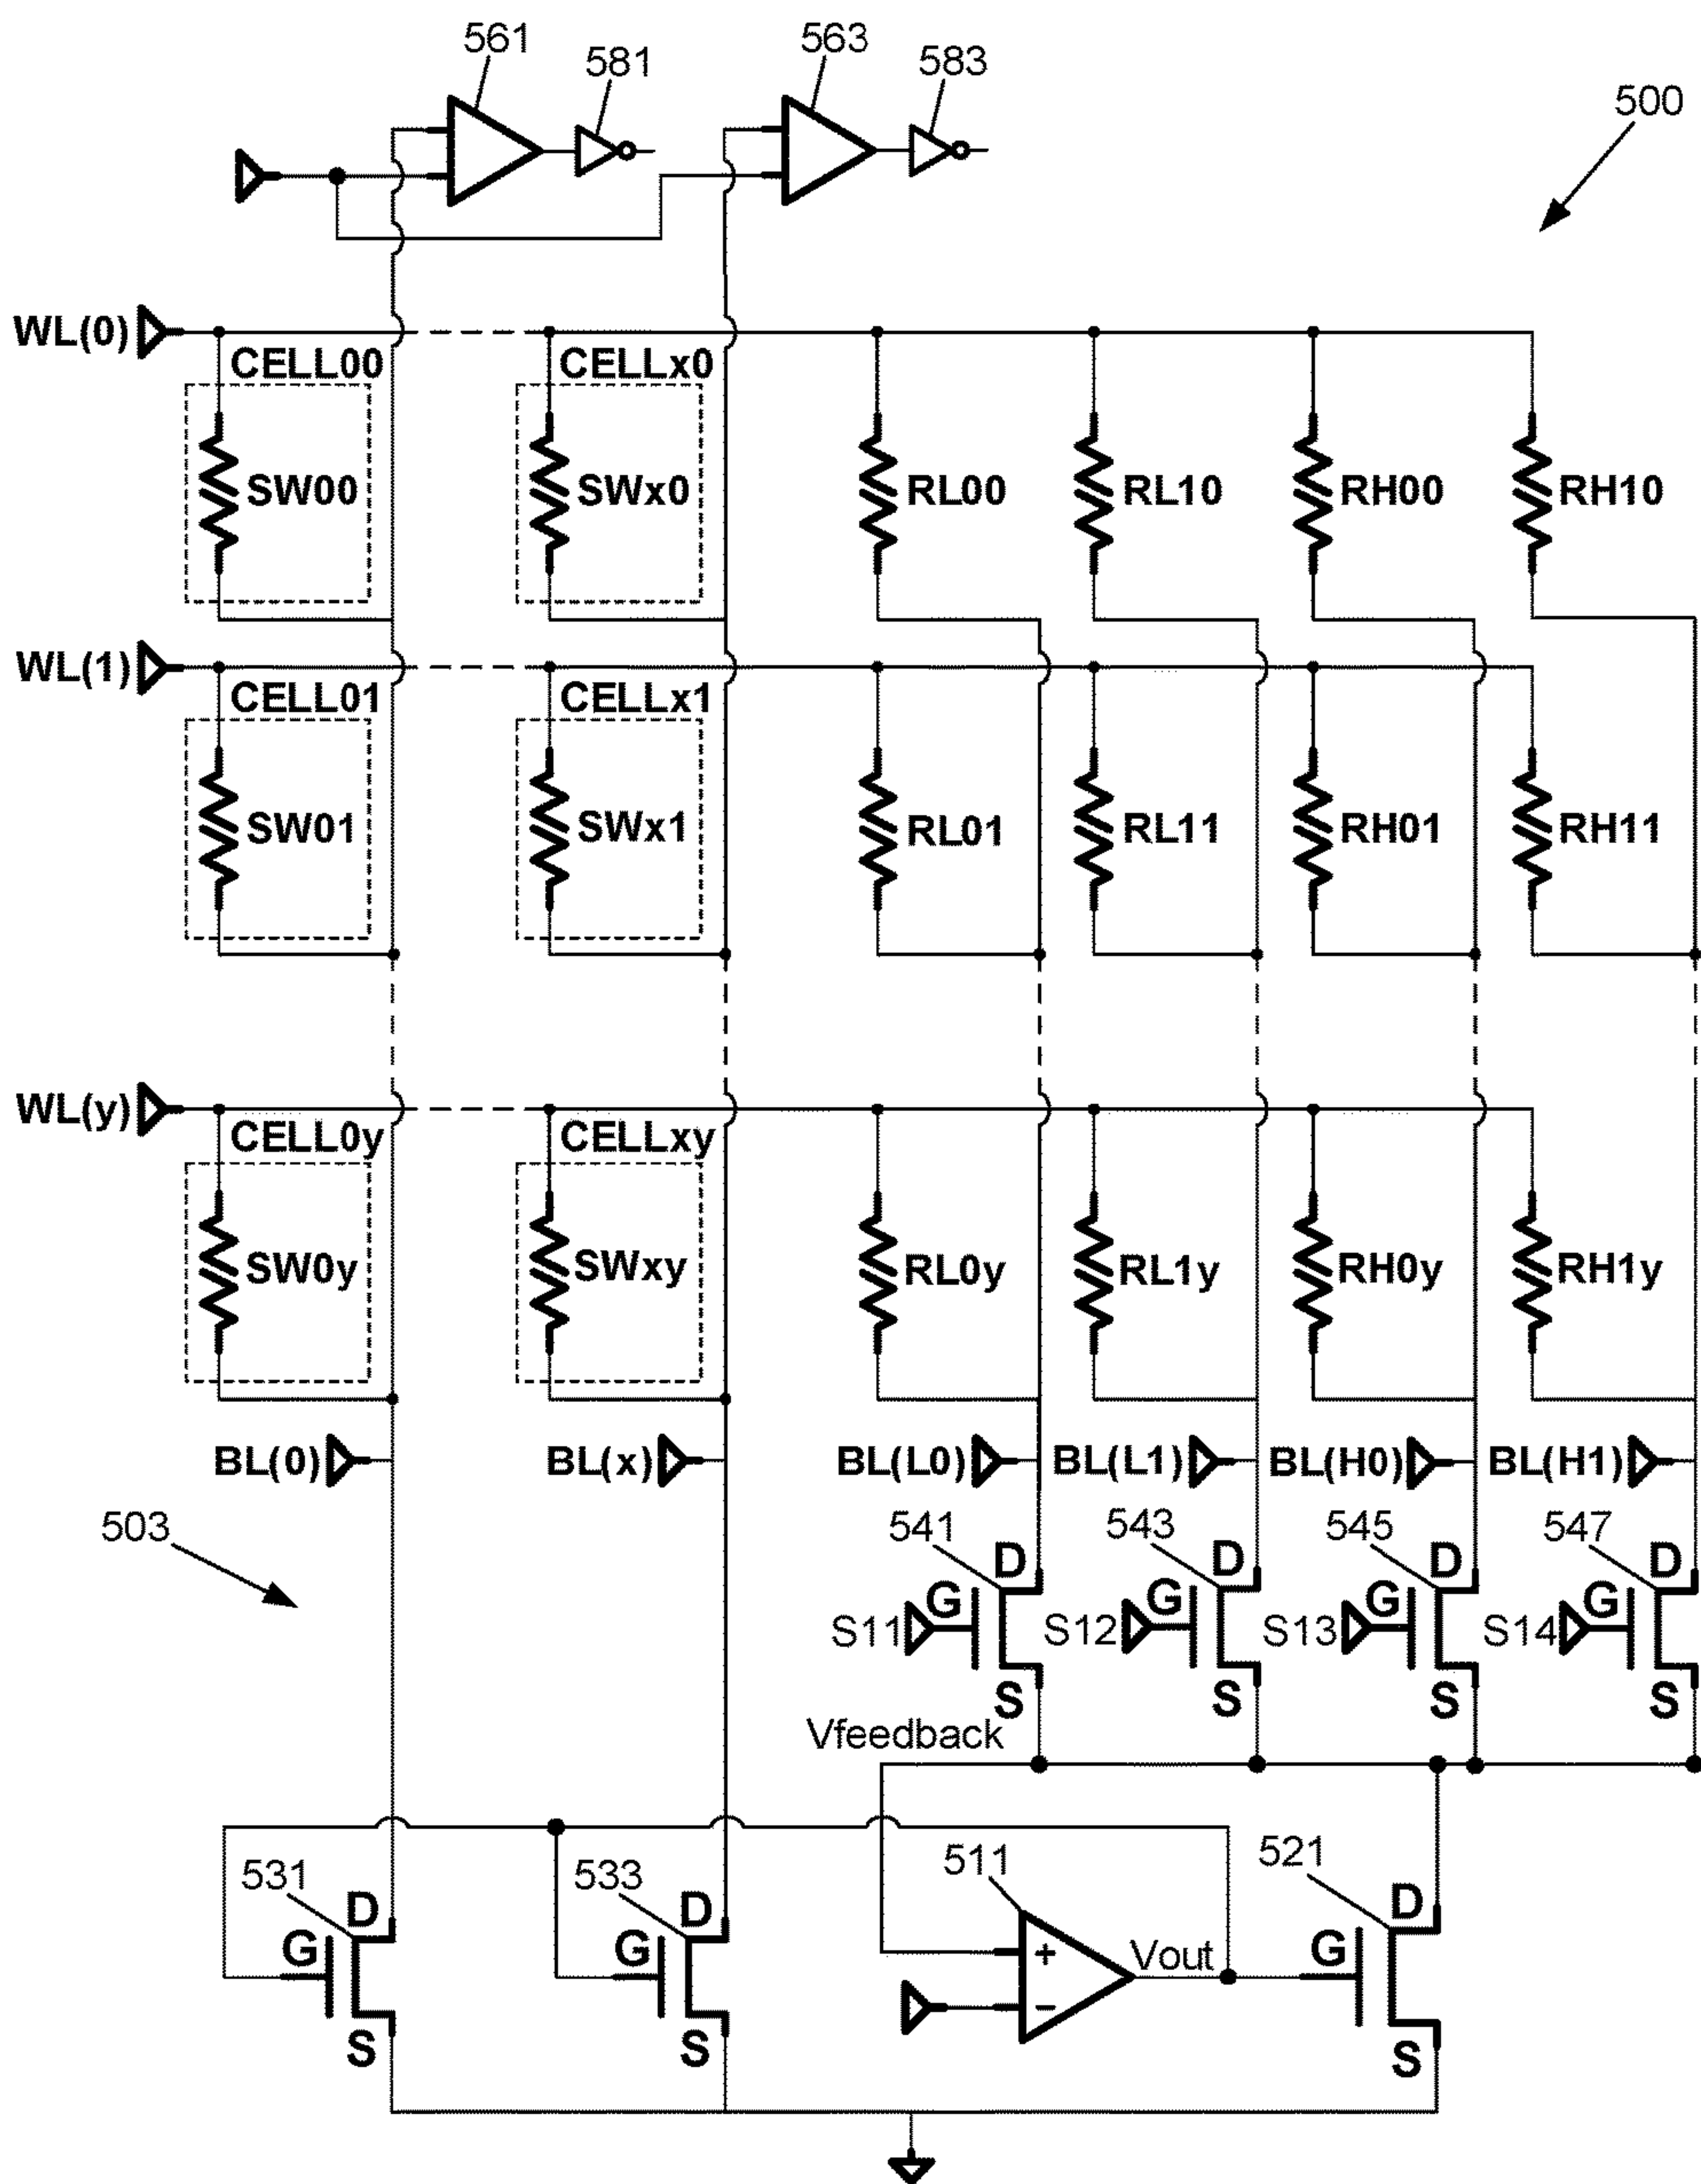 561
581
563
583
500
WL(0)
CELL00
CELLx0
SW00
SWx0
RL00
RL10
RH00
RH10
WL(1)
CELL01
CELLx1
SW01
SWx1
RL01
RL11
RH01
RH11
WL(y)
CELL0y
CELLxy
SW0y
SWxy
RL0y
RL1y
RH0y
RH1y
BL(0)
BL(x)
BL(L0)
BL(L1)
BL(H0)
BL(H1)
503
541
543
545
547
D
D
D
D
G
G
G
G
S11
S12
S13
S14
S
S
S
S
Vfeedback
531
533
511
521
D
D
D
G
G
+
Vout
G
−
S
S
S